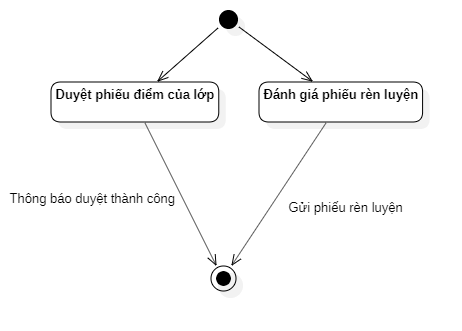 Duyệt phiếu điểm của lớp
Đánh giá phiếu rèn luyện
Thông báo duyệt thành công
Gửi phiếu rèn luyện